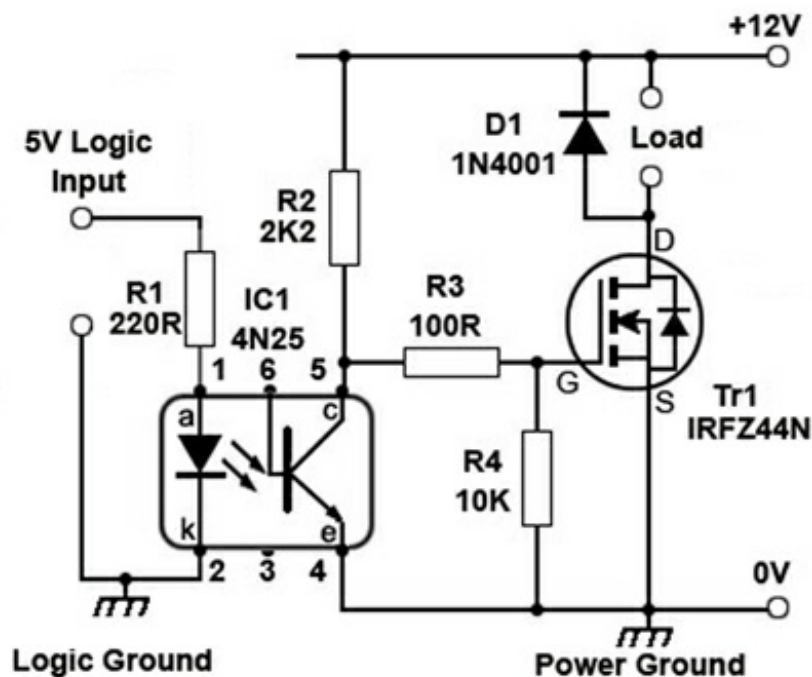 +12V
5V Logic
Input
D1
1N4001
Load
R2
2K2
D
R1
220R
IC1
4N25
R3
100R
1
6
5
G
a
c
S
Tr1
IRFZ44N
R4
10K
k
e
2
3
4
0V
Logic Ground
Power Ground